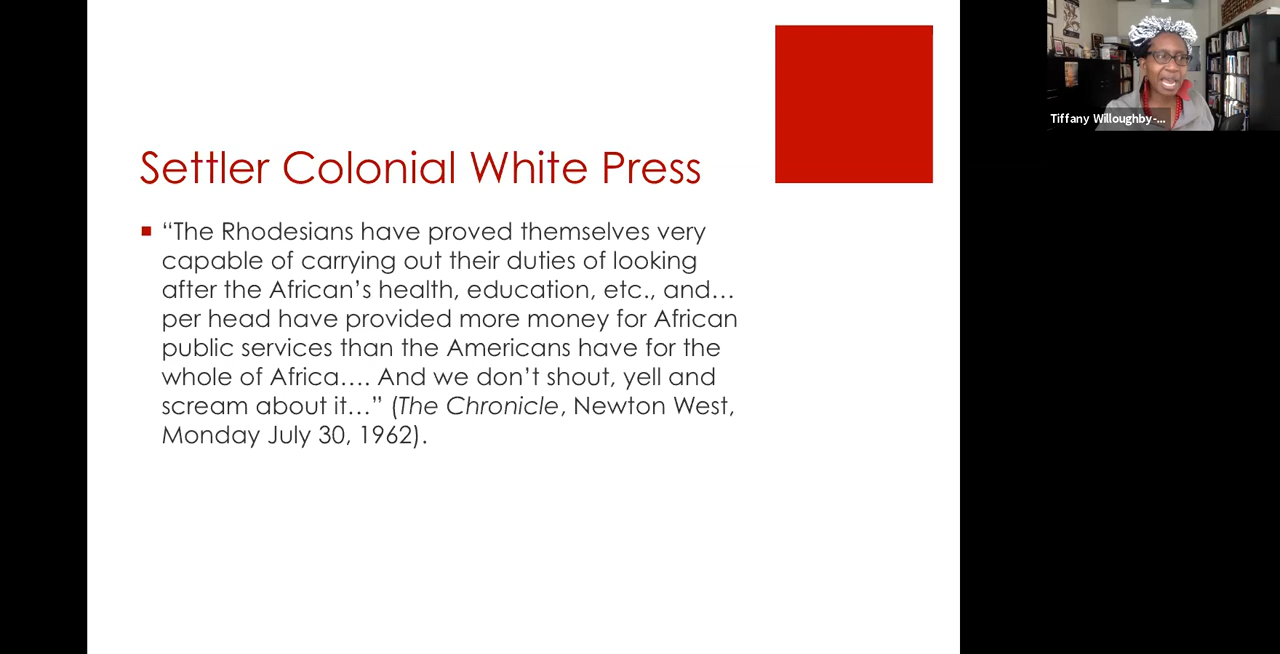 Settler Colonial White Press
“The Rhodesians have proved themselves very
capable of carrying out their duties of looking
after the African’s health, education, etc., and…
per head have provided more money for African
public services than the Americans have for the
whole of Africa…. And we don’t shout, yell and
scream about it…” (The Chronicle, Newton West,
Monday July 30, 1962).
Tiffany Willoughby-...